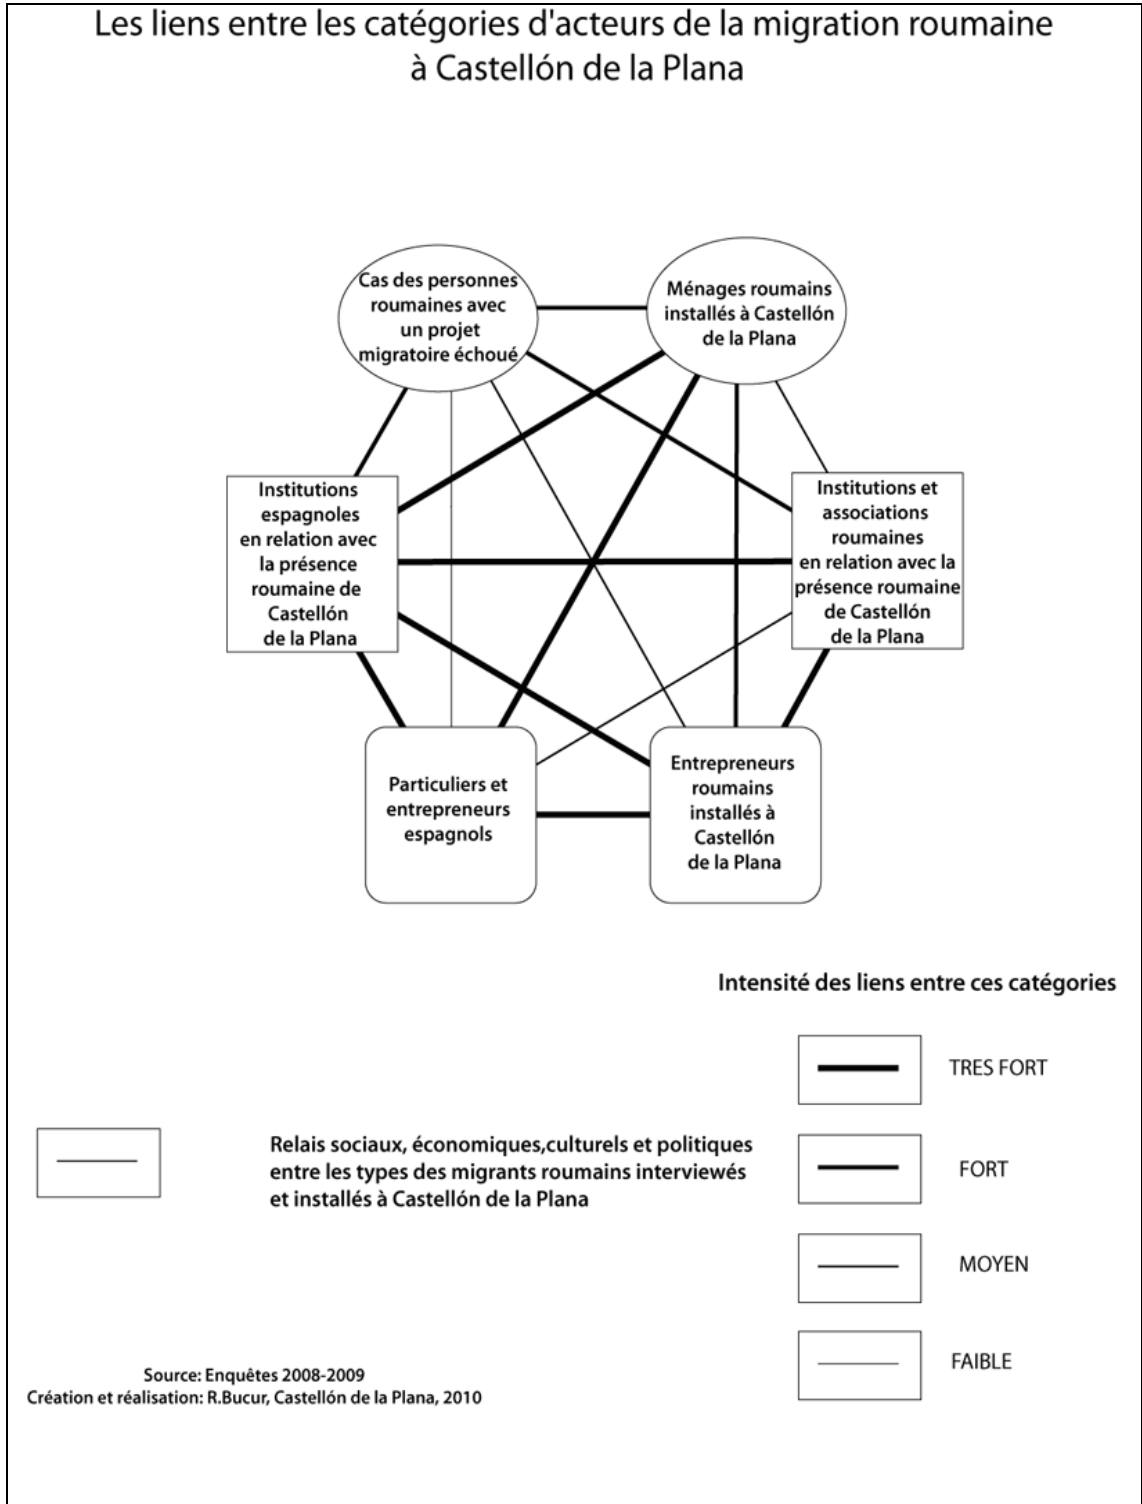 Les liens entre les catégories d'acteurs de la migration roumaine
à Castellón de la Plana
Cas des personnes
roumaines avec
un projet
migratoire échoué
Ménages roumains
installés à Castellón
de la Plana
Institutions
espagnoles
en relation avec
la présence
roumaine de
Castellón
de la Plana
Institutions et
associations
roumaines
en relation avec la
présence roumaine
de Castellón
de la Plana
Particuliers et
entrepreneurs
espagnols
Entrepreneurs
roumains
installés à
Castellón
de la Plana
Intensité des liens entre ces catégories
TRES FORT
FORT
MOYEN
FAIBLE
Relais sociaux, économiques,culturels et politiques
entre les types des migrants roumains interviewés
et installés à Castellón de la Plana
Source: Enquêtes 2008-2009
Création et réalisation: R.Bucur, Castellón de la Plana, 2010